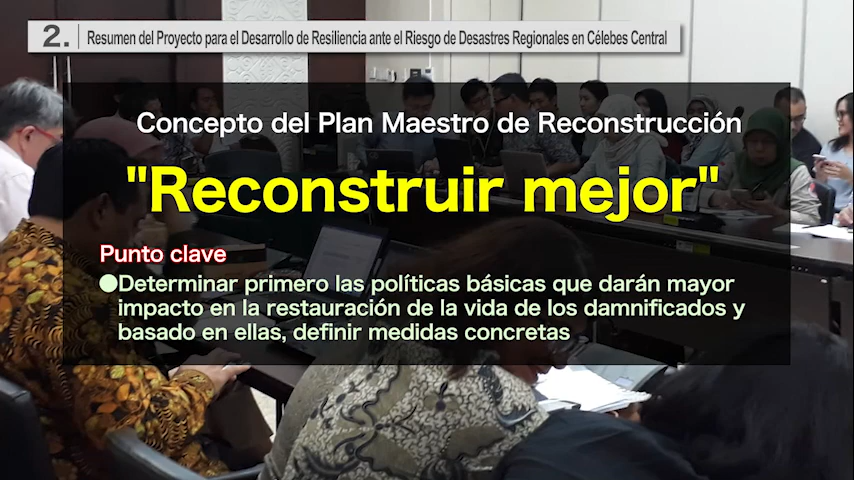 2. Resumen del Proyecto para el Desarrollo de Resiliencia ante el Riesgo de Desastres Regionales en Célebes Central
Concepto del Plan Maestro de Reconstrucción
"Reconstruir mejor"
Punto clave
●Determinar primero las políticas básicas que darán mayor
impacto en la restauración de la vida de los damnificados y
basado en ellas, definir medidas concretas